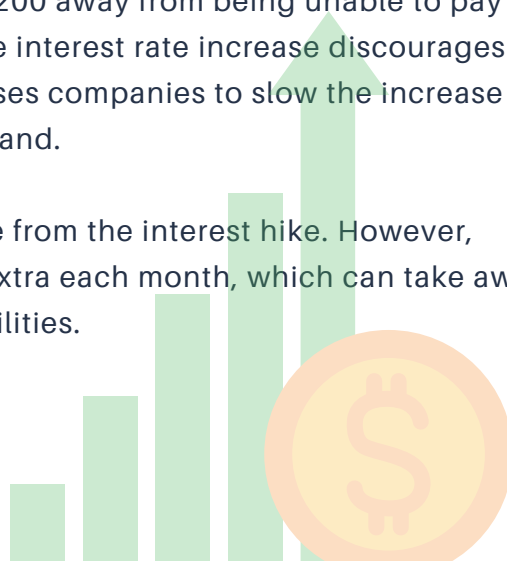 200 away from being unable to pay
e interest rate increase discourages
ses companies to slow the increase
and.
e from the interest hike. However,
xtra each month, which can take aw
ilities.
$